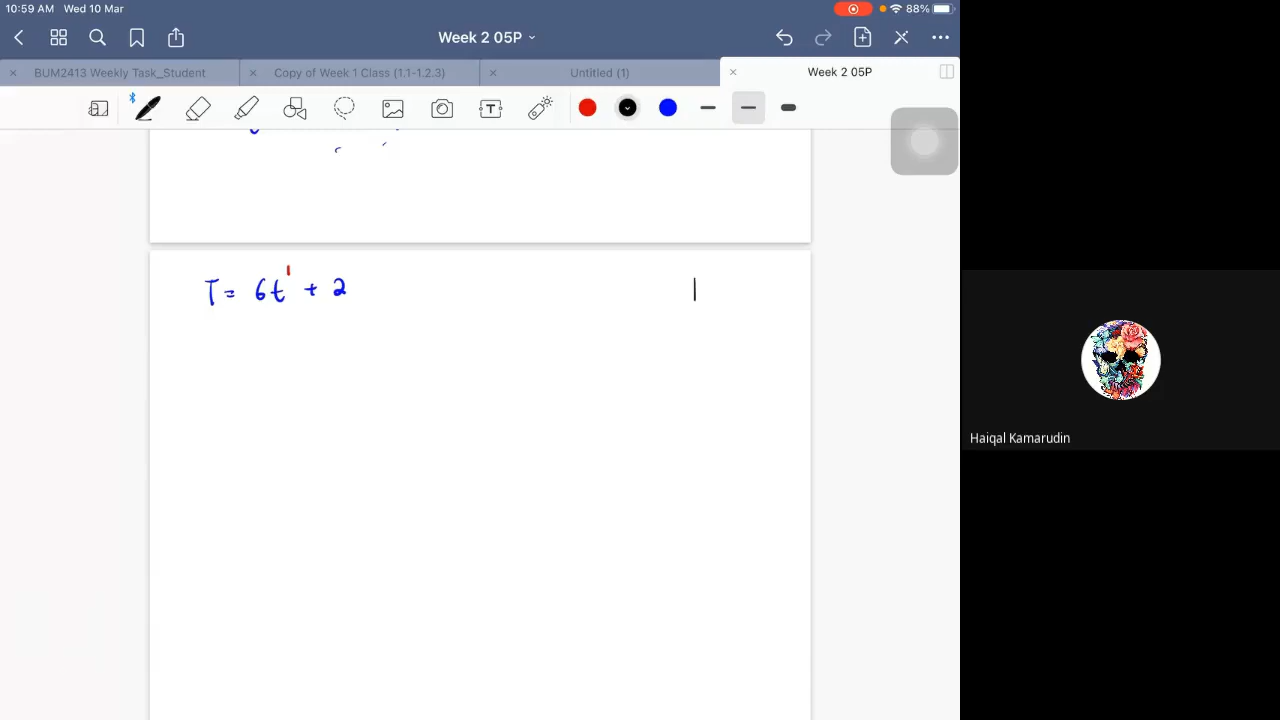 10:59 AM Wed 10 Mar
88%
Week 2 05P
BUM2413 Weekly Task_Student
Copy of Week 1 Class (1.1-1.2.3)
Untitled (1)
Week 2 05P
T = 6t¹ + 2
|
Haiqal Kamarudin